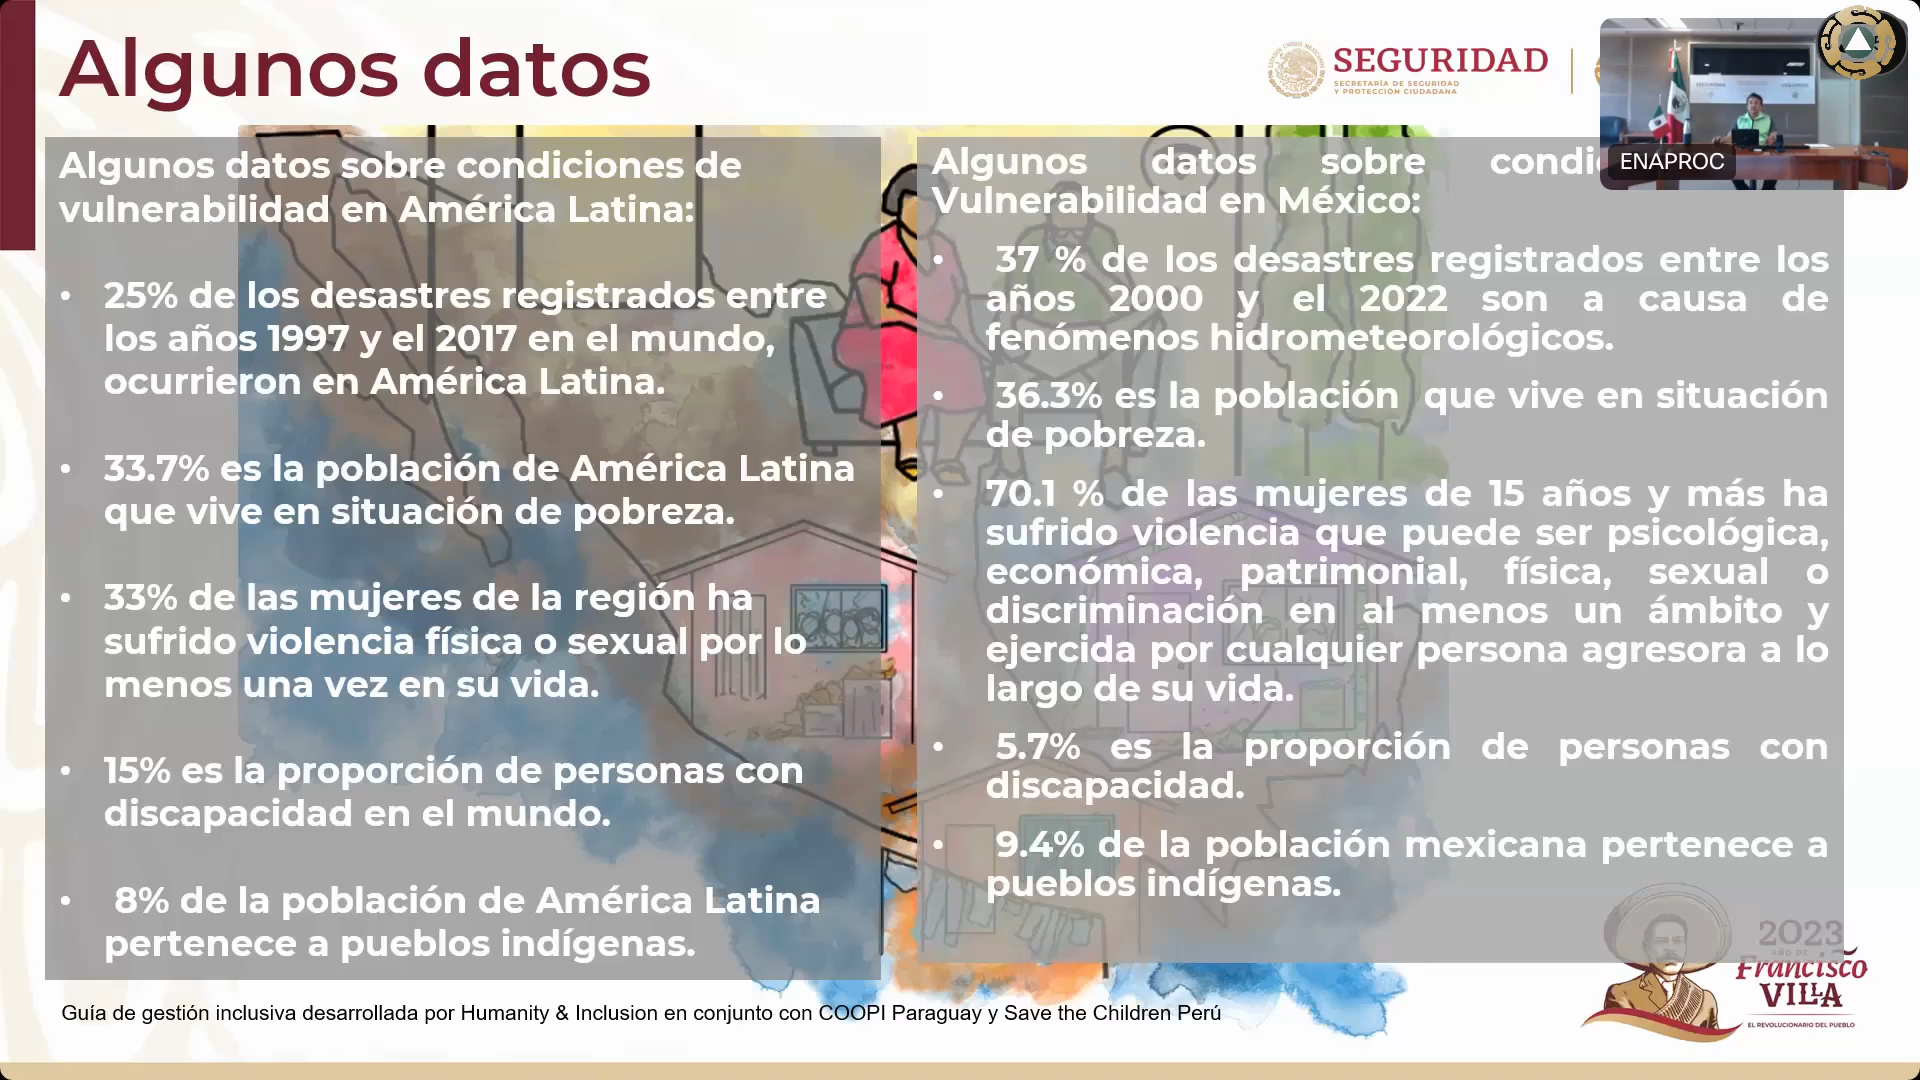 Algunos datos
SEGURIDAD
SECRETARÍA DE SEGURIDAD
Y PROTECCIÓN CIUDADANA
ENAPROC
Algunos datos sobre condiciones de
vulnerabilidad en América Latina:
• 25% de los desastres registrados entre
los años 1997 y el 2017 en el mundo,
ocurrieron en América Latina.
• 33.7% es la población de América Latina
que vive en situación de pobreza.
• 33% de las mujeres de la región ha
sufrido violencia física o sexual por lo
menos una vez en su vida.
• 15% es la proporción de personas con
discapacidad en el mundo.
• 8% de la población de América Latina
pertenece a pueblos indígenas.
Algunos datos sobre
Vulnerabilidad en México:
• 37 % de los desastres registrados entre los
años 2000 y el 2022 son a causa de
fenómenos hidrometeorológicos.
• 36.3% es la población que vive en situación
de pobreza.
• 70.1 % de las mujeres de 15 años y más ha
sufrido violencia que puede ser psicológica,
económica, patrimonial, física, sexual o
discriminación en al menos un ámbito y
ejercida por cualquier persona agresora a lo
largo de su vida.
• 5.7% es la proporción de personas con
discapacidad.
• 9.4% de la población mexicana pertenece a
pueblos indígenas.
2023
AÑO DE
Francisco
VILLA
EL REVOLUCIONARIO DEL PUEBLO
Guía de gestión inclusiva desarrollada por Humanity & Inclusion en conjunto con COOPI Paraguay y Save the Children Perú